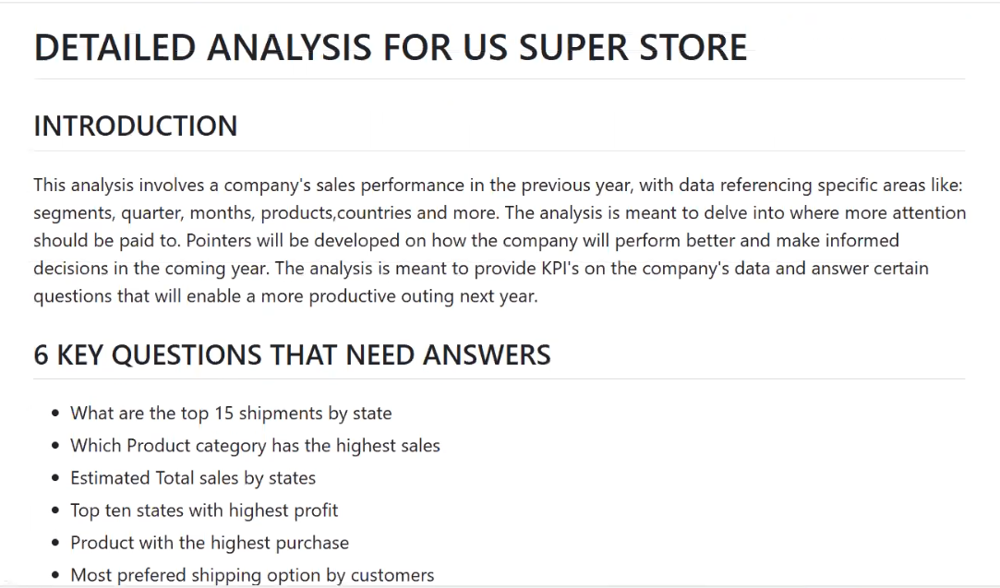 DETAILED ANALYSIS FOR US SUPER STORE
INTRODUCTION
This analysis involves a company's sales performance in the previous year, with data referencing specific areas like:
segments, quarter, months, products,countries and more. The analysis is meant to delve into where more attention
should be paid to. Pointers will be developed on how the company will perform better and make informed
decisions in the coming year. The analysis is meant to provide KPI's on the company's data and answer certain
questions that will enable a more productive outing next year.
6 KEY QUESTIONS THAT NEED ANSWERS
• What are the top 15 shipments by state
• Which Product category has the highest sales
• Estimated Total sales by states
• Top ten states with highest profit
• Product with the highest purchase
• Most prefered shipping option by customers